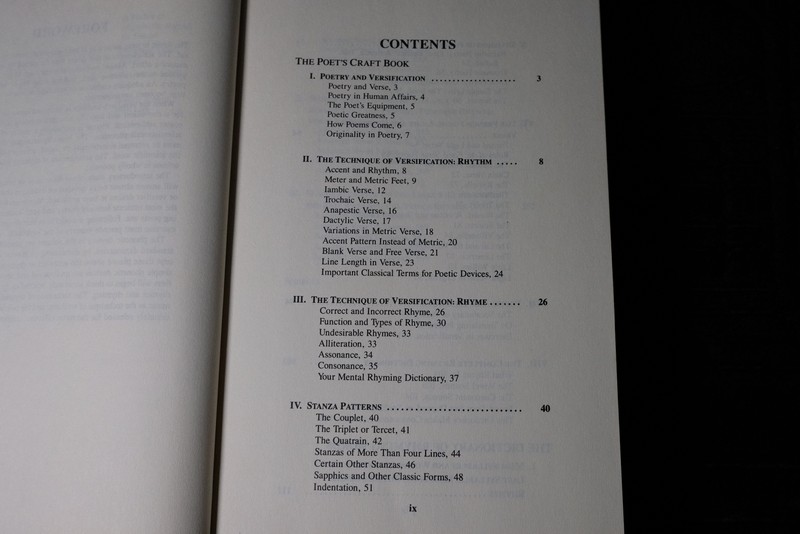 CONTENTS
THE POET'S CRAFT BOOK
I. POETRY AND VERSIFICATION .................... 3
Poetry and Verse, 3
Poetry in Human Affairs, 4
The Poet's Equipment, 5
Poetic Greatness, 5
How Poems Come, 6
Originality in Poetry, 7
II. THE TECHNIQUE OF VERSIFICATION: RHYTHM ..... 8
Accent and Rhythm, 8
Meter and Metric Feet, 9
Iambic Verse, 12
Trochaic Verse, 14
Anapestic Verse, 16
Dactylic Verse, 17
Variations in Metric Verse, 18
Accent Pattern Instead of Metric, 20
Blank Verse and Free Verse, 21
Line Length in Verse, 23
Important Classical Terms for Poetic Devices, 24
III. THE TECHNIQUE OF VERSIFICATION: RHYME ....... 26
Correct and Incorrect Rhyme, 26
Function and Types of Rhyme, 30
Undesirable Rhymes, 33
Alliteration, 33
Assonance, 34
Consonance, 35
Your Mental Rhyming Dictionary, 37
IV. STANZA PATTERNS ............................ 40
The Couplet, 40
The Triplet or Tercet, 41
The Quatrain, 42
Stanzas of More Than Four Lines, 44
Certain Other Stanzas, 46
Sapphics and Other Classic Forms, 48
Indentation, 51
ix